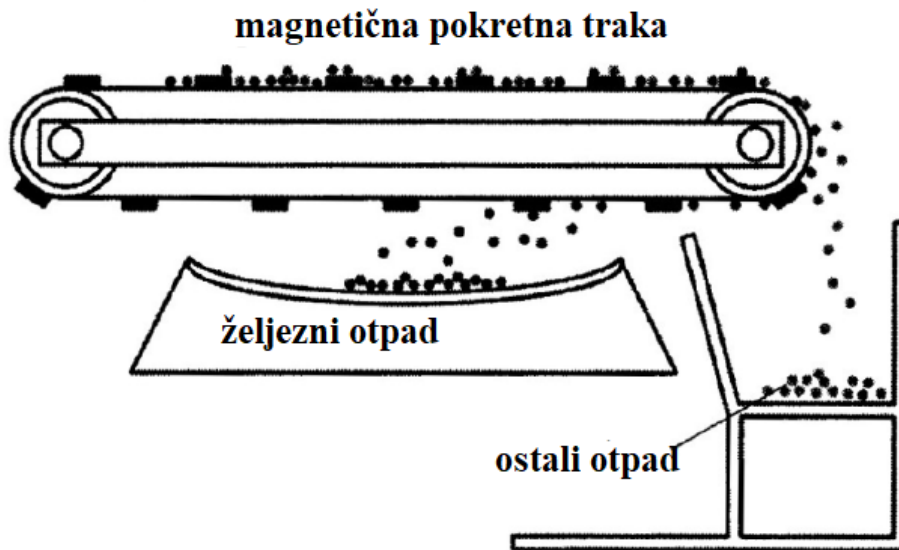 magnetična pokretna traka
željezni otpad
ostali otpad